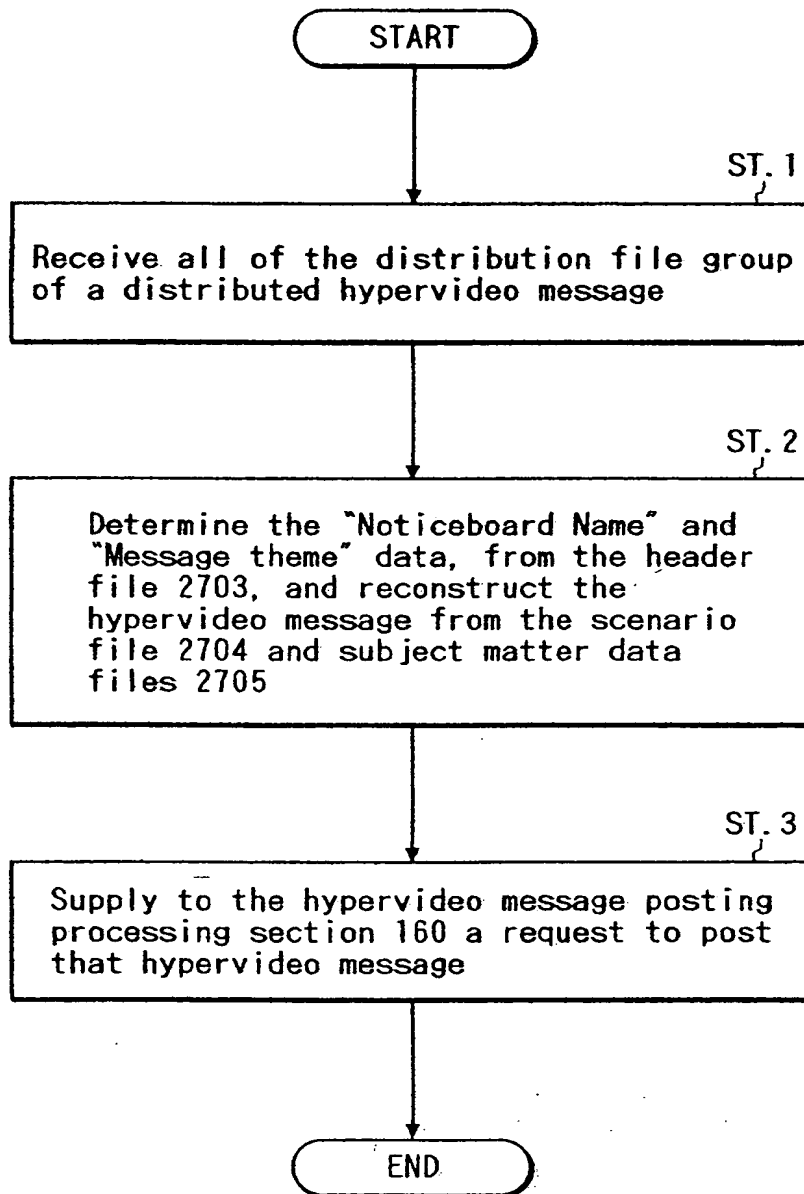 START
ST. 1
Receive all of the distribution file group
of a distributed hypervideo message
ST. 2
Determine the "Noticeboard Name" and
"Message theme" data, from the header
file 2703, and reconstruct the
hypervideo message from the scenario
file 2704 and subject matter data
files 2705
ST. 3
Supply to the hypervideo message posting
processing section 160 a request to post
that hypervideo message
END